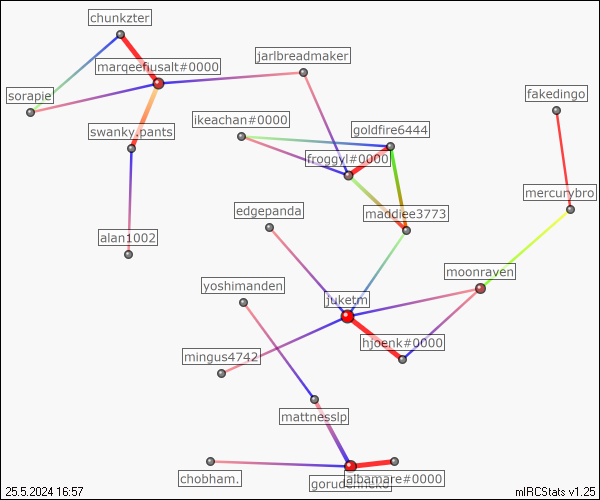 chunkzter
jarlbreadmaker
marqeefiusalt#0000
sorapie
fakedingo
ikeachan#0000
goldfire6444
swanky.pants
froggyl#0000
mercurybro
edgepanda
maddiee3773
alan1002
moonraven
yoshimanden
juketm
hjoenk#0000
mingus4742
mattnesslp
chobham.
albamare#0000
25.5.2024 16:57
mIRCStats v1.25